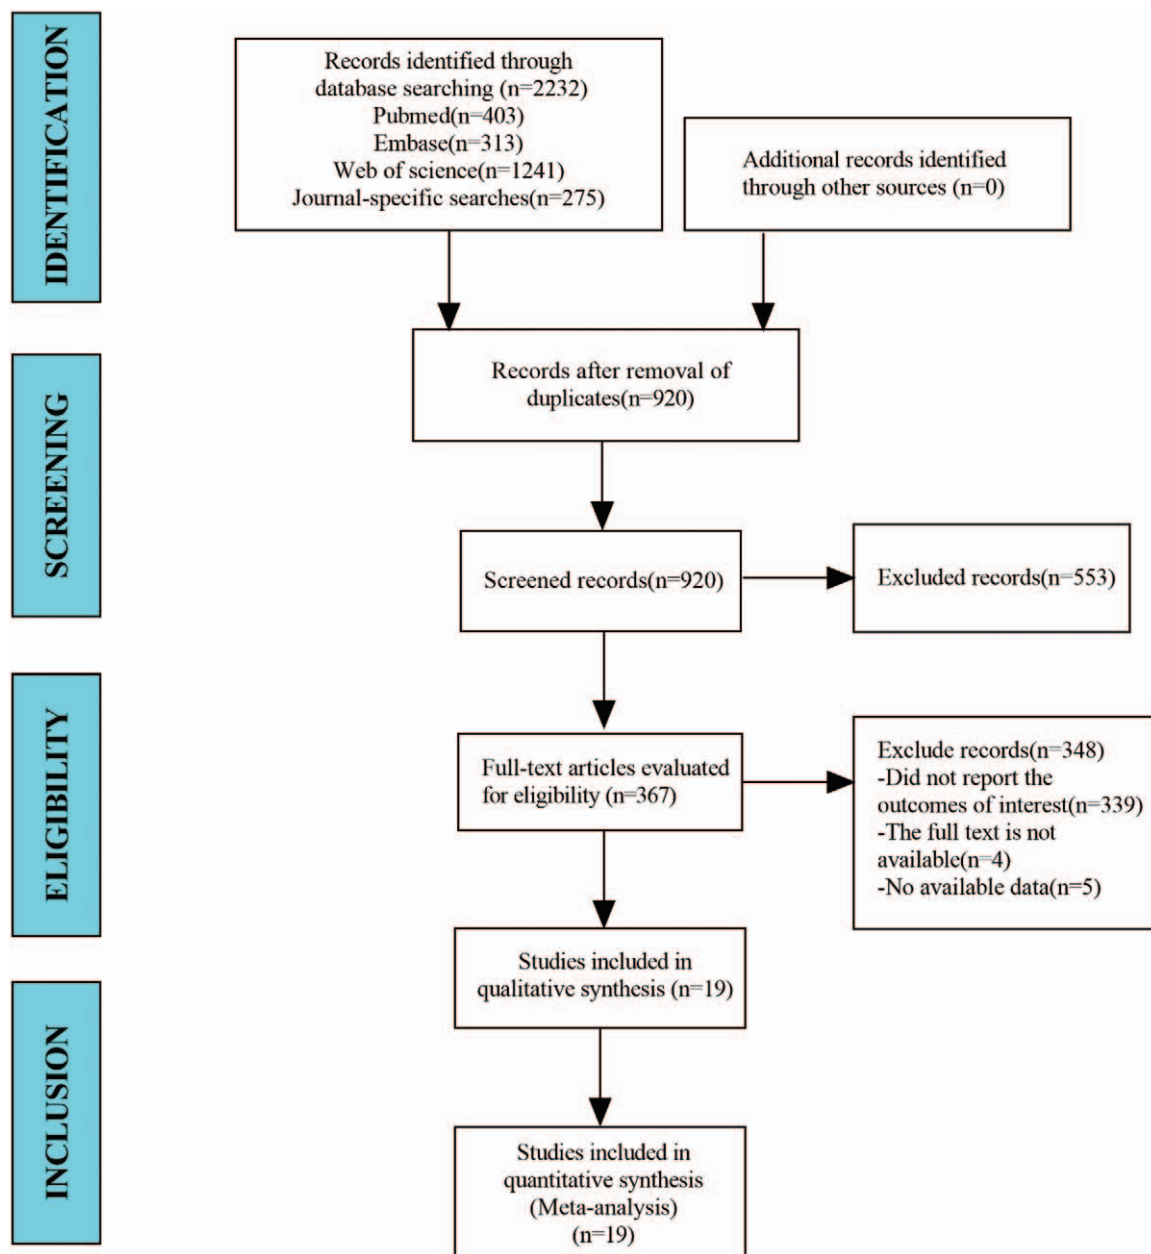 IDENTIFICATION
Records identified through
database searching (n=2232)
Pubmed(n=403)
Embase(n=313)
Web of science(n=1241)
Journal-specific searches(n=275)
Additional records identified
through other sources (n=0)
SCREENING
Records after removal of
duplicates(n=920)
Screened records(n=920)
Excluded records(n=553)
ELIGIBILITY
Full-text articles evaluated
for eligibility (n=367)
Exclude records(n=348)
-Did not report the
outcomes of interest(n=339)
-The full text is not
available(n=4)
-No available data(n=5)
INCLUSION
Studies included in
qualitative synthesis (n=19)
Studies included in
quantitative synthesis
(Meta-analysis)
(n=19)